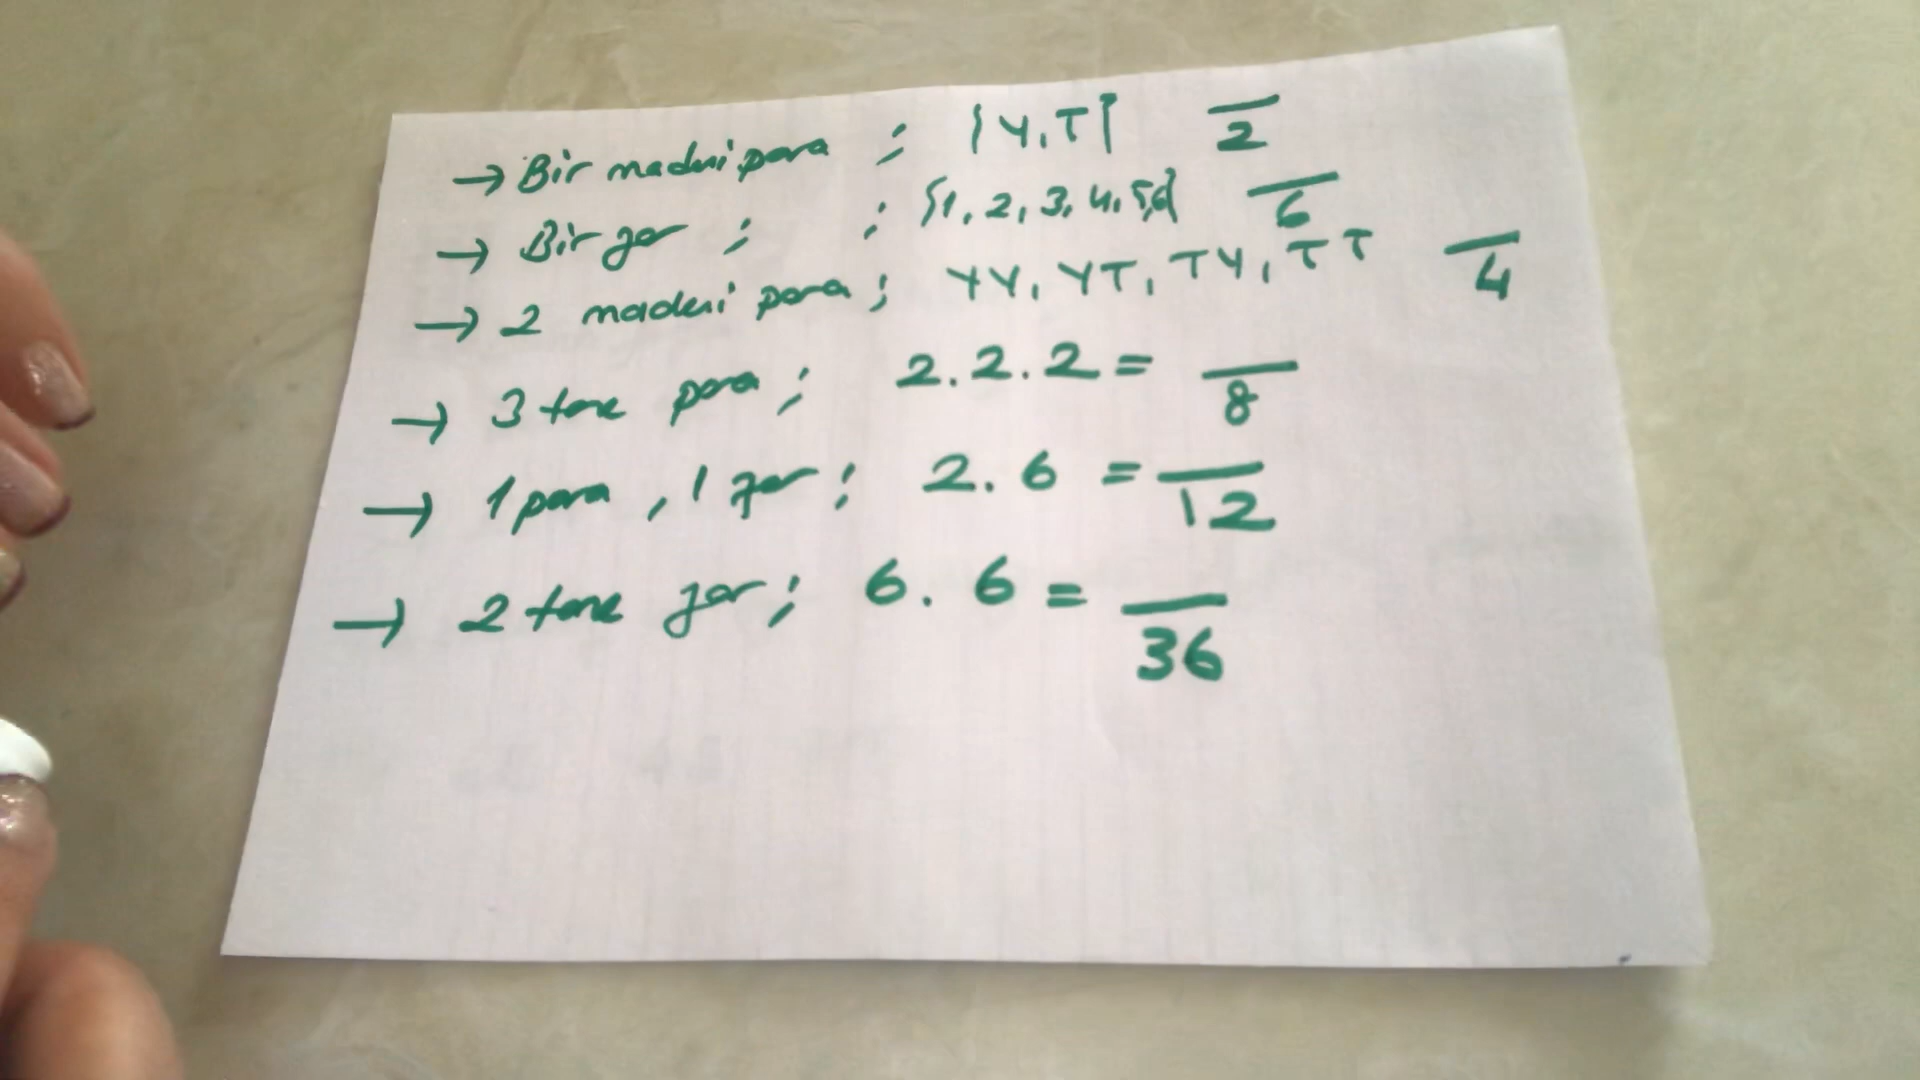 → Bir madeni para ; {Y, T} —/2
→ Bir zar ; ; {1, 2, 3, 4, 5, 6} —/6
→ 2 madeni para ; YY, YT, TY, TT —/4
→ 3 tane para ; 2.2.2 = —/8
→ 1 para, 1 zar ; 2.6 = —/12
→ 2 tane zar ; 6.6 = —/36